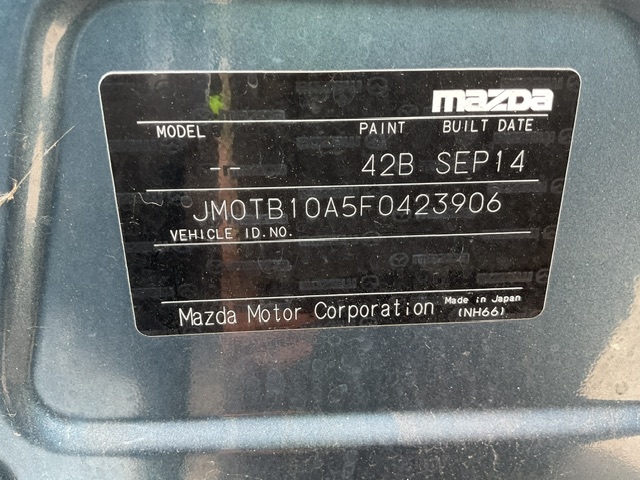 mazda
MODEL PAINT BUILT DATE
-- 42B SEP14
JM0TB10A5F0423906
VEHICLE ID.NO.
Mazda Motor Corporation Made in Japan
(NH66)